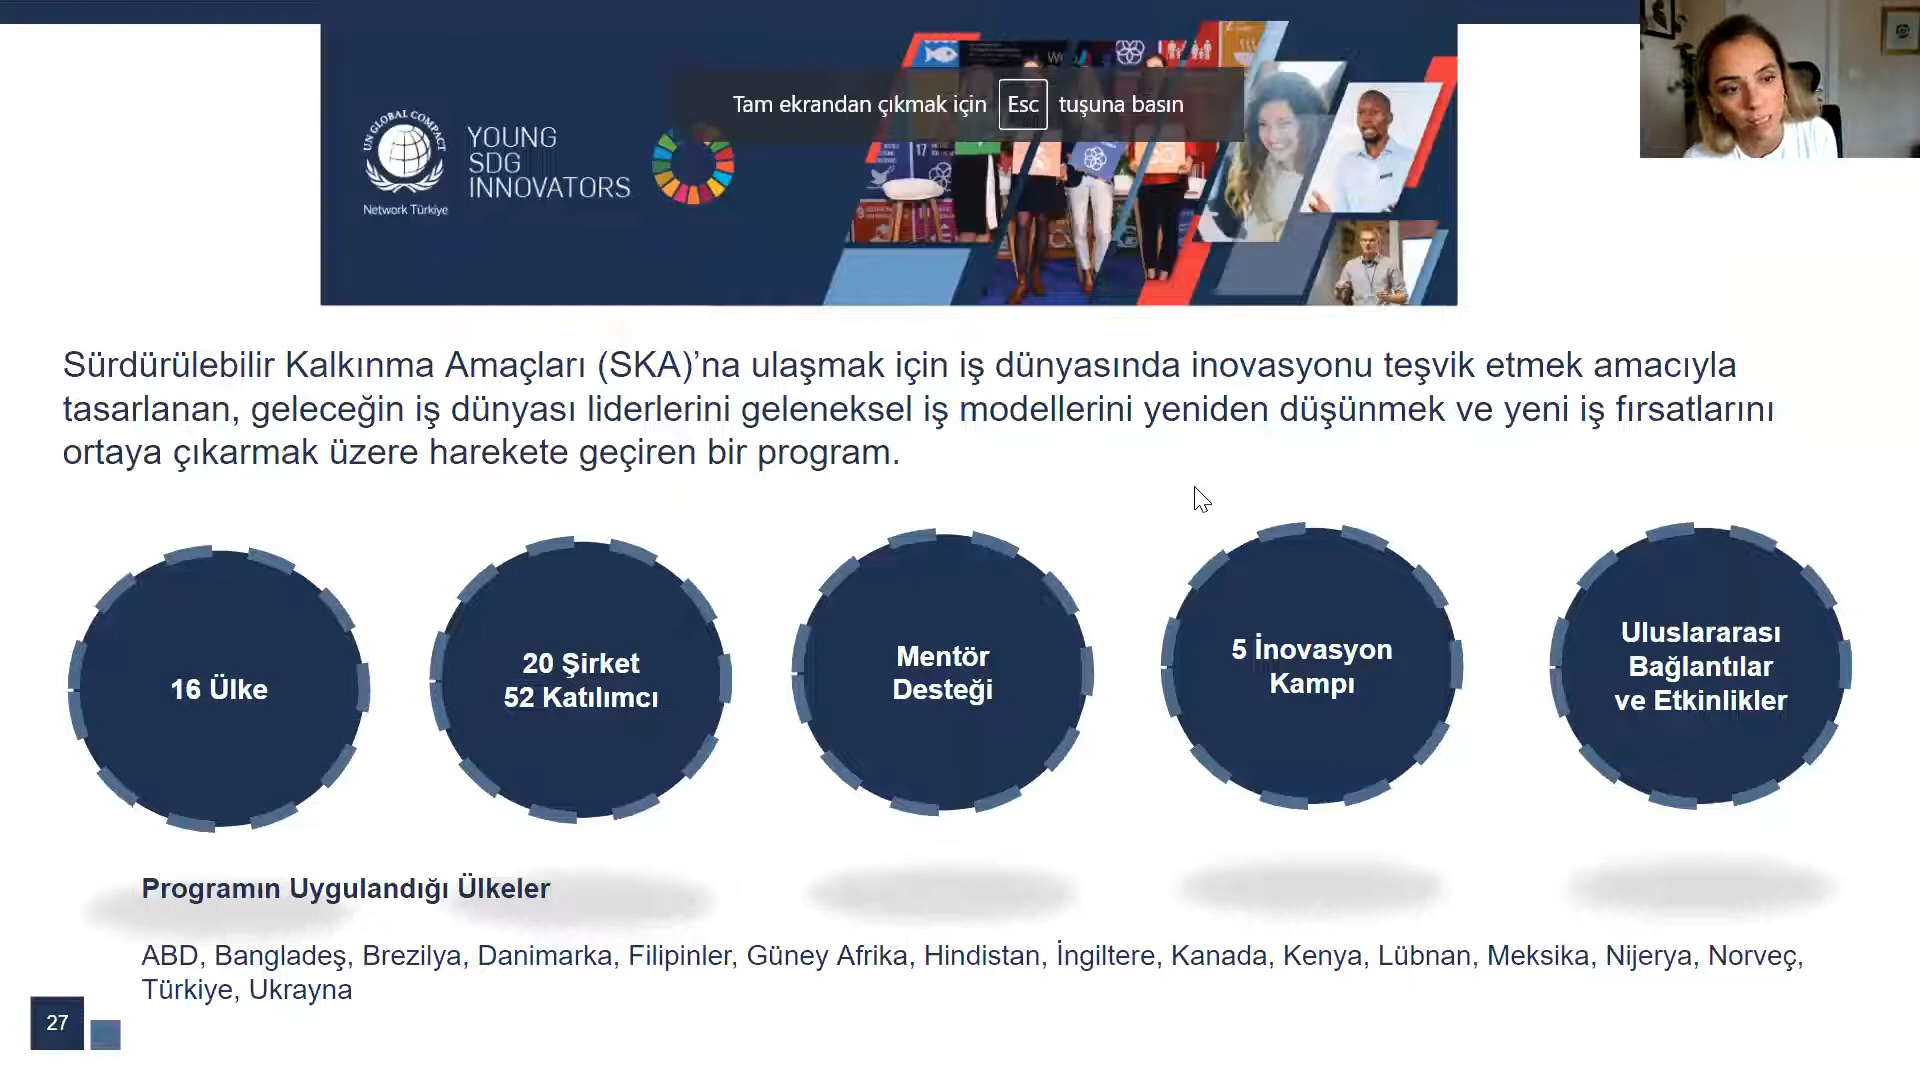 Tam ekrandan çıkmak için Esc tuşuna basın
UN GLOBAL COMPACT
Network Türkiye
YOUNG
SDG
INNOVATORS
17
Sürdürülebilir Kalkınma Amaçları (SKA)’na ulaşmak için iş dünyasında inovasyonu teşvik etmek amacıyla
tasarlanan, geleceğin iş dünyası liderlerini geleneksel iş modellerini yeniden düşünmek ve yeni iş fırsatlarını
ortaya çıkarmak üzere harekete geçiren bir program.
16 Ülke
20 Şirket
52 Katılımcı
Mentör
Desteği
5 İnovasyon
Kampı
Uluslararası
Bağlantılar
ve Etkinlikler
Programın Uygulandığı Ülkeler
ABD, Bangladeş, Brezilya, Danimarka, Filipinler, Güney Afrika, Hindistan, İngiltere, Kanada, Kenya, Lübnan, Meksika, Nijerya, Norveç,
Türkiye, Ukrayna
27